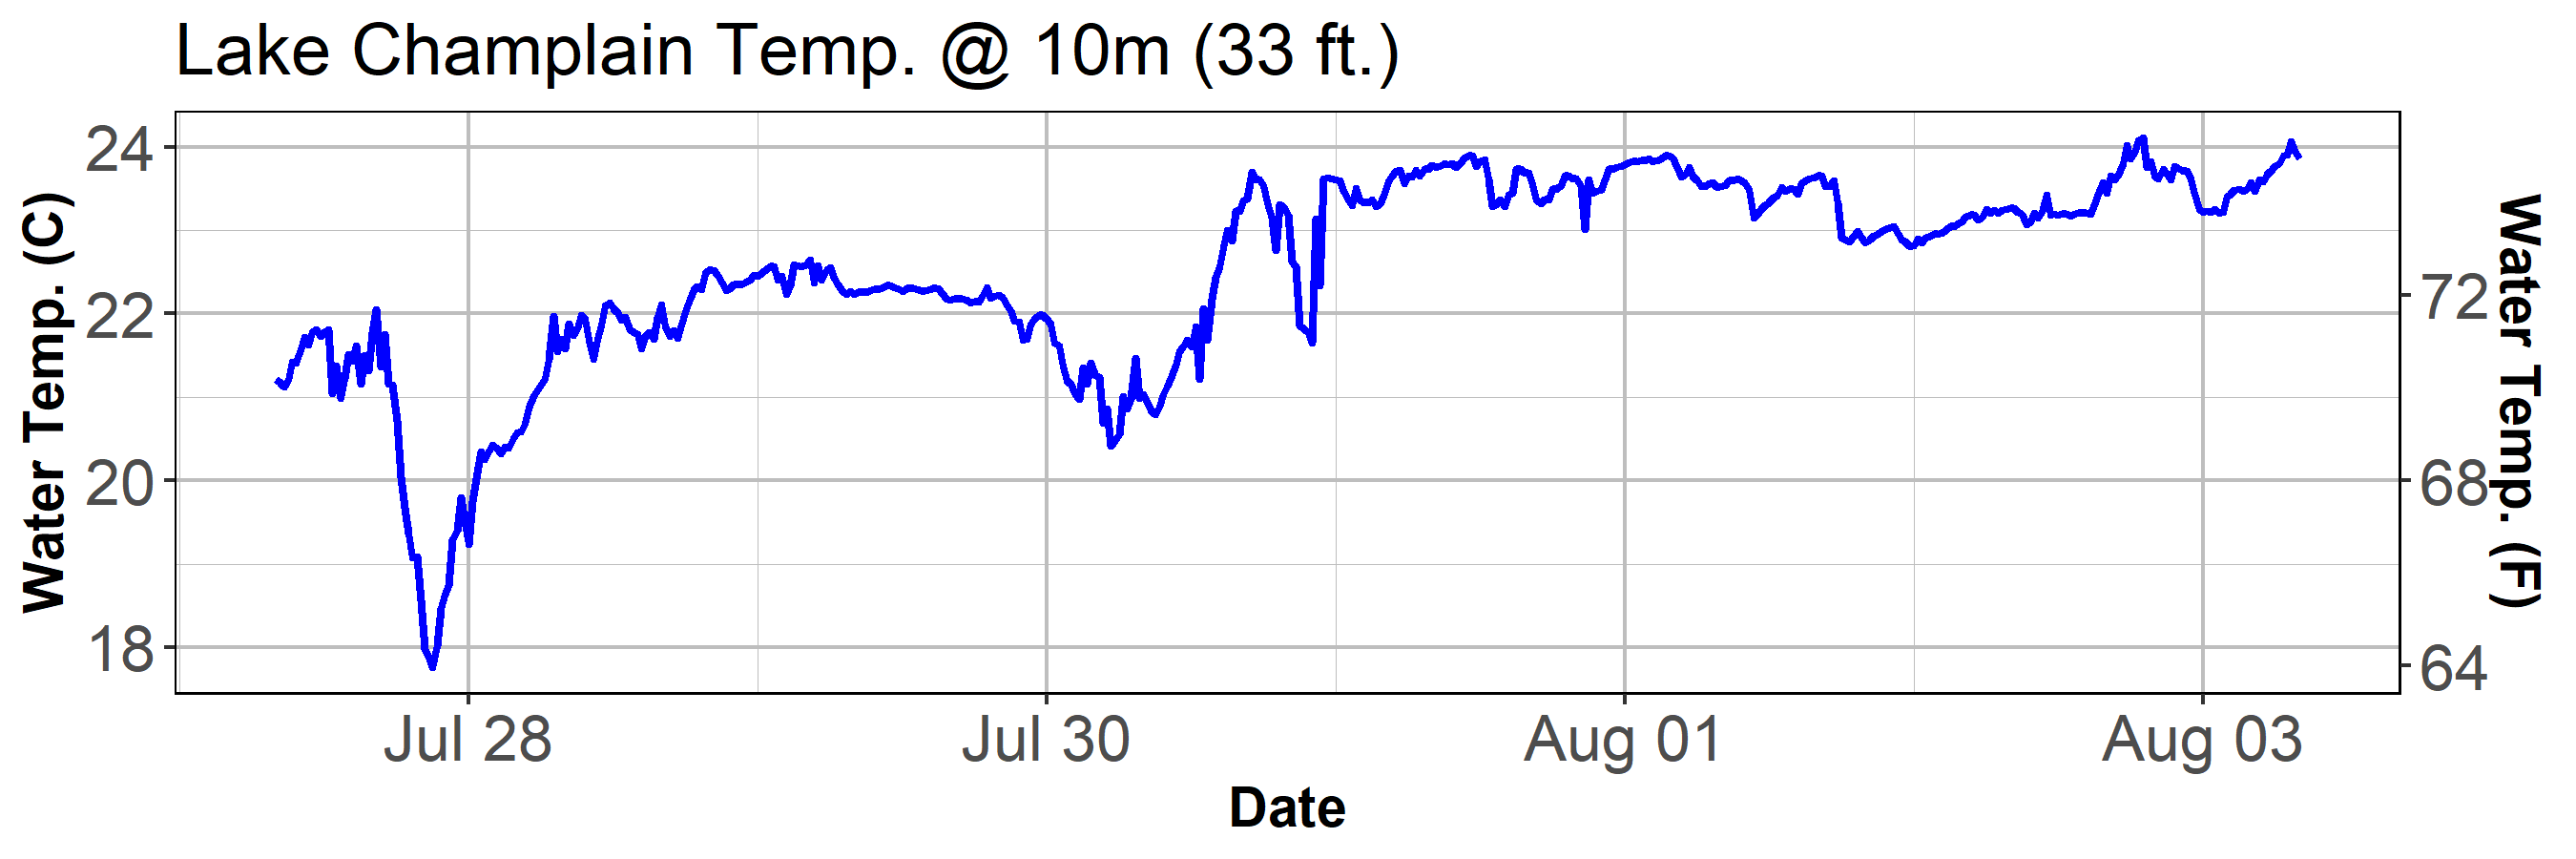 Lake Champlain Temp. @ 10m (33 ft.)
Water Temp. (C)
24
22
20
18
72
68
64
Water Temp. (F)
Jul 28
Jul 30
Aug 01
Aug 03
Date